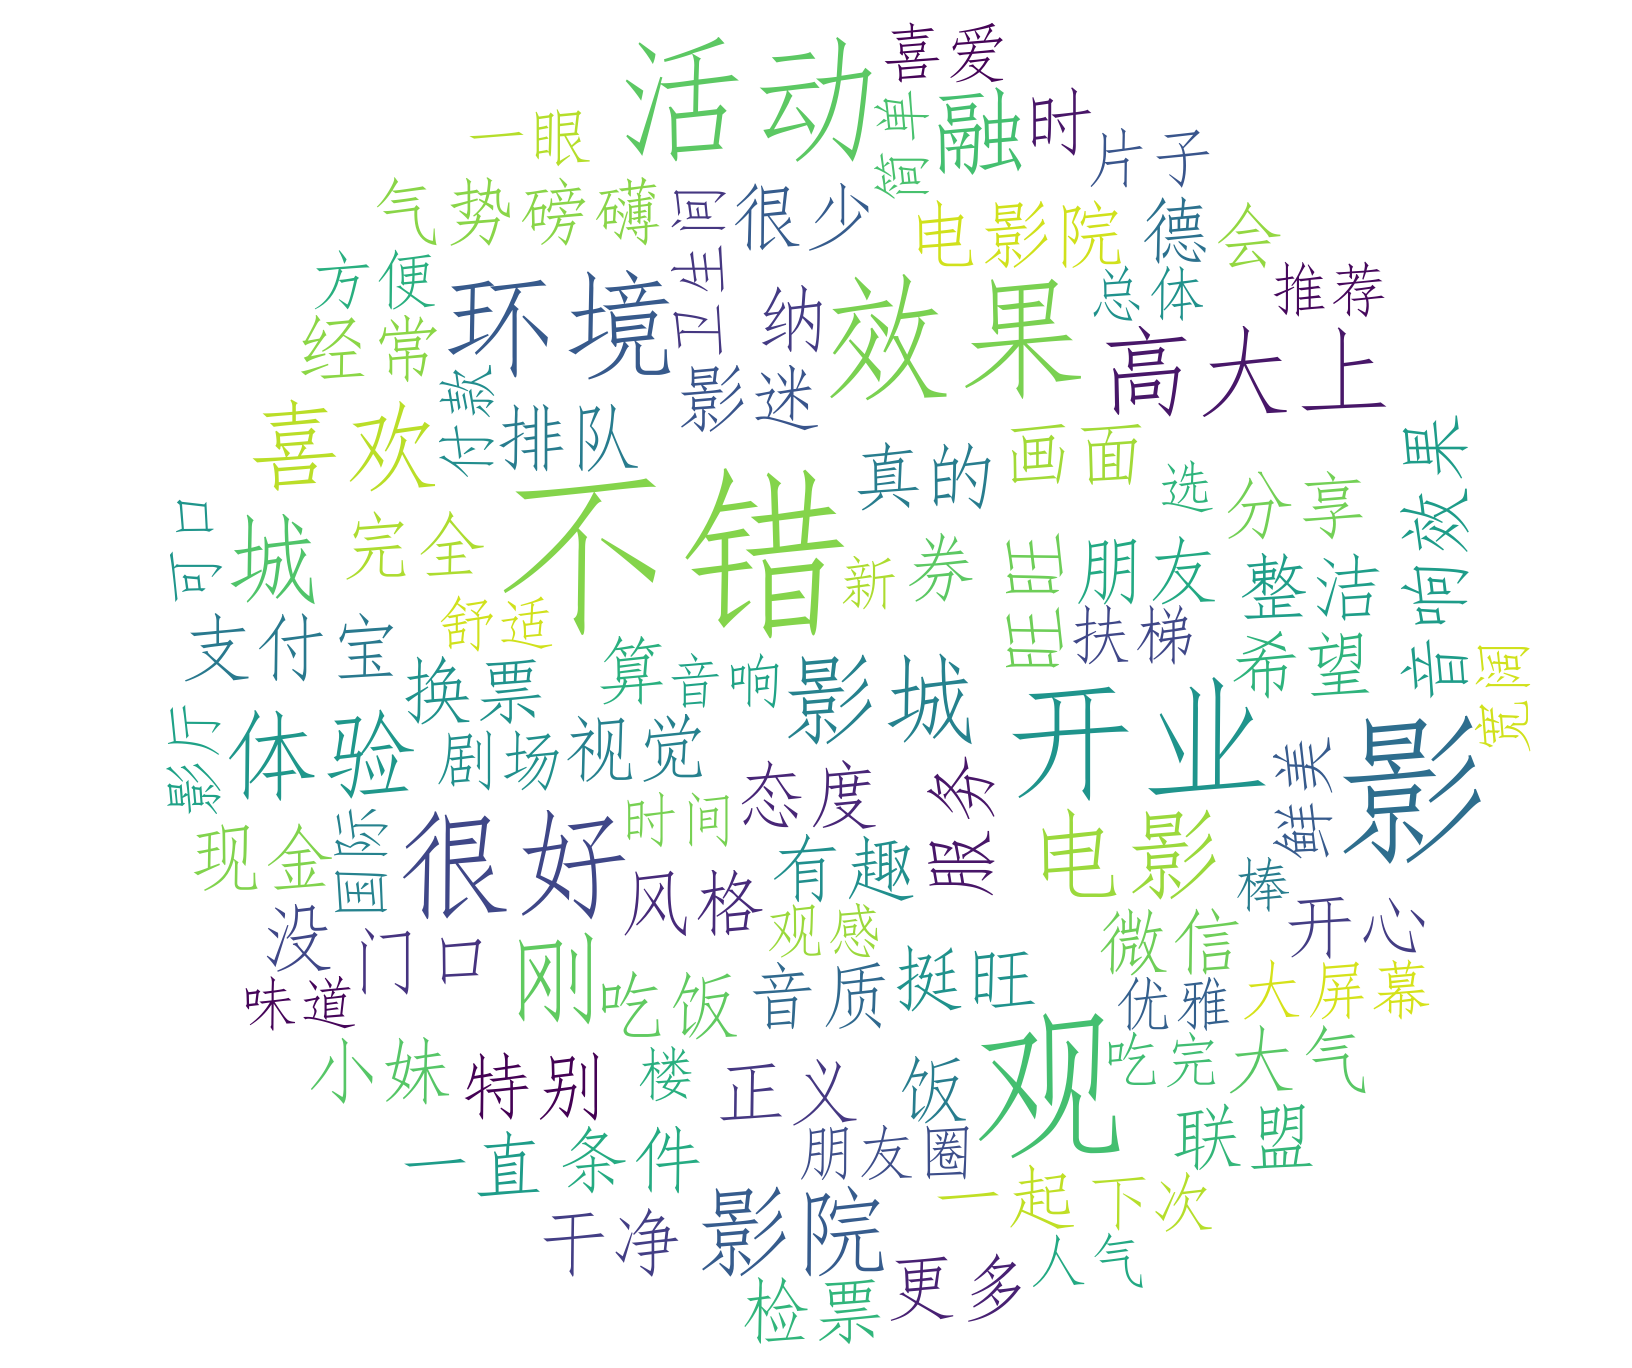 活动
喜爱
简单
融
时
一眼
片子
气势磅礴
卫生间
很少
电影院
德
会
方便
环境
纳
效果
总体
推荐
经常
影迷
高大上
付款
喜欢
排队
不错
真的
画面
选
分享
音响效果
可口
城
完全
新
券
旺旺
朋友
整洁
舒适
扶梯
希望
支付宝
换票
算
音响
影城
开业
宽阔
影厅
体验
剧场
视觉
态度
服务
鲜美
影
现金
国际
很好
时间
有趣
电影
棒
没
门口
风格
观感
微信
开心
味道
刚
吃饭
音质
挺旺
优雅
大屏幕
小妹
特别
楼
正义
饭
观
吃完
大气
一直
条件
朋友圈
联盟
干净
影院
一起
下次
检票
更多
人气